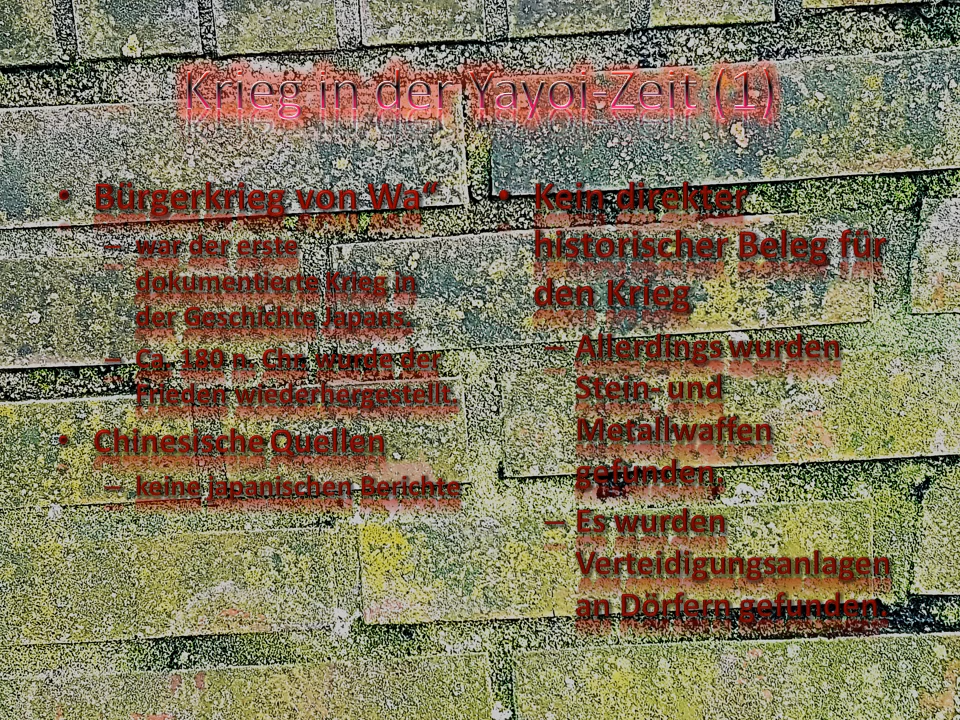 Krieg in der Yayoi-Zeit (1)
• Bürgerkrieg von Wa“
– war der erste
dokumentierte Krieg in
der Geschichte Japans.
– Ca. 180 n. Chr. wurde der
Frieden wiederhergestellt.
• Chinesische Quellen
– keine japanischen Berichte
• Kein direkter
historischer Beleg für
den Krieg
– Allerdings wurden
Stein- und
Metallwaffen
gefunden.
– Es wurden
Verteidigungsanlagen
an Dörfern gefunden.